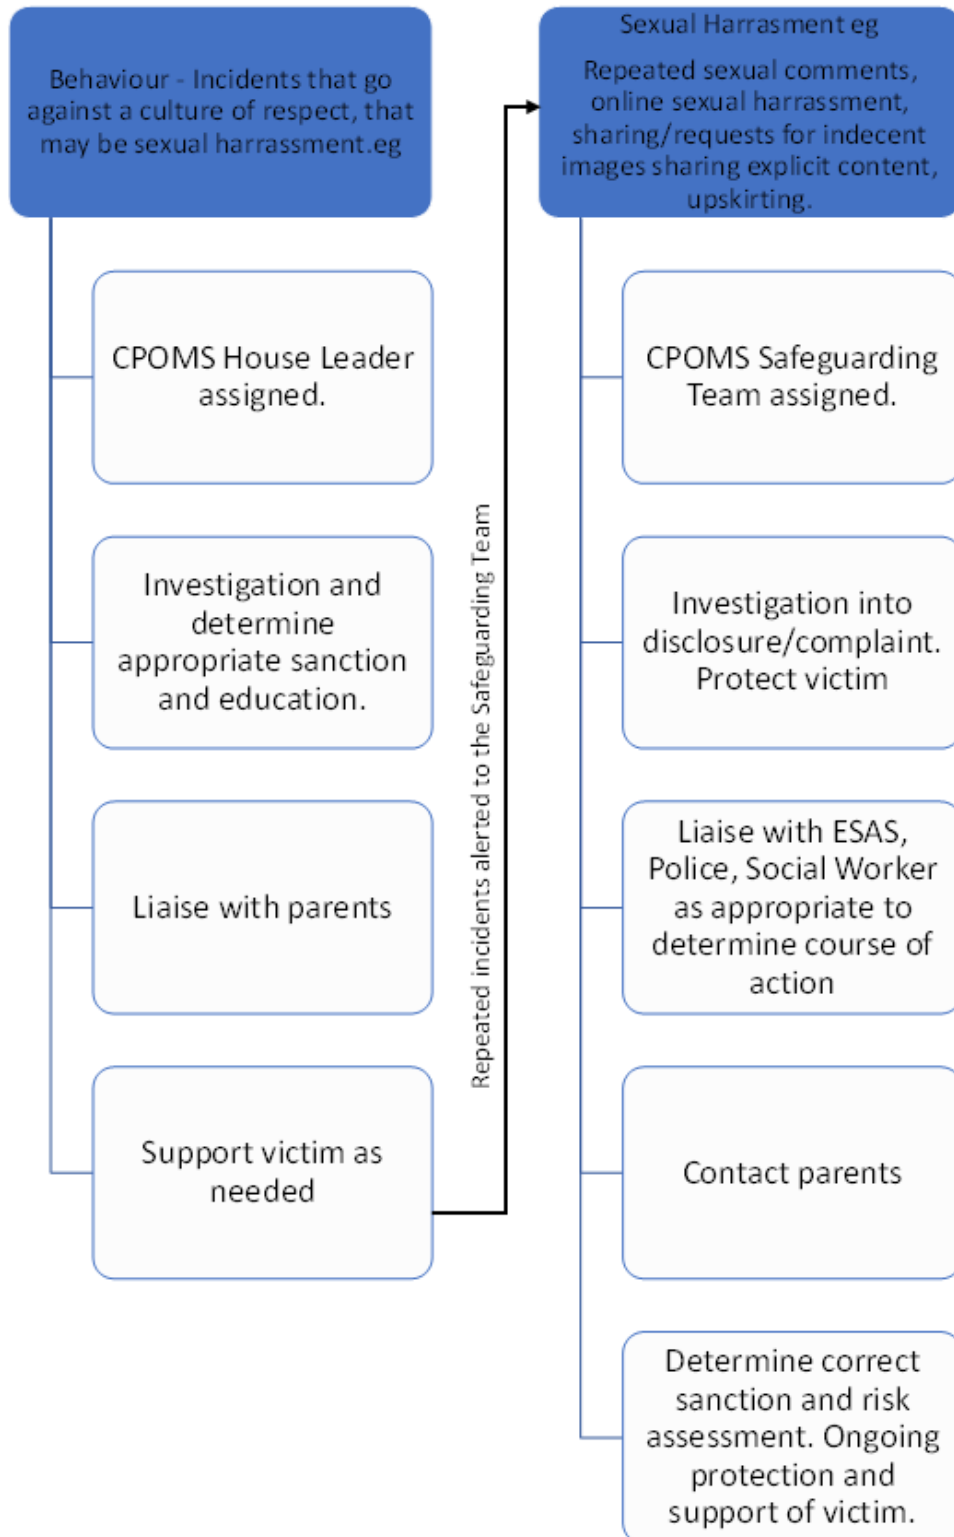 Behaviour - Incidents that go
against a culture of respect, that
may be sexual harrassment.eg
CPOMS House Leader
assigned.
Investigation and
determine
appropriate sanction
and education.
Liaise with parents
Support victim as
needed
Repeated incidents alerted to the Safeguarding Team
Sexual Harrasment eg
Repeated sexual comments,
online sexual harrassment,
sharing/requests for indecent
images sharing explicit content,
upskirting.
CPOMS Safeguarding
Team assigned.
Investigation into
disclosure/complaint.
Protect victim
Liaise with ESAS,
Police, Social Worker
as appropriate to
determine course of
action
Contact parents
Determine correct
sanction and risk
assessment. Ongoing
protection and
support of victim.